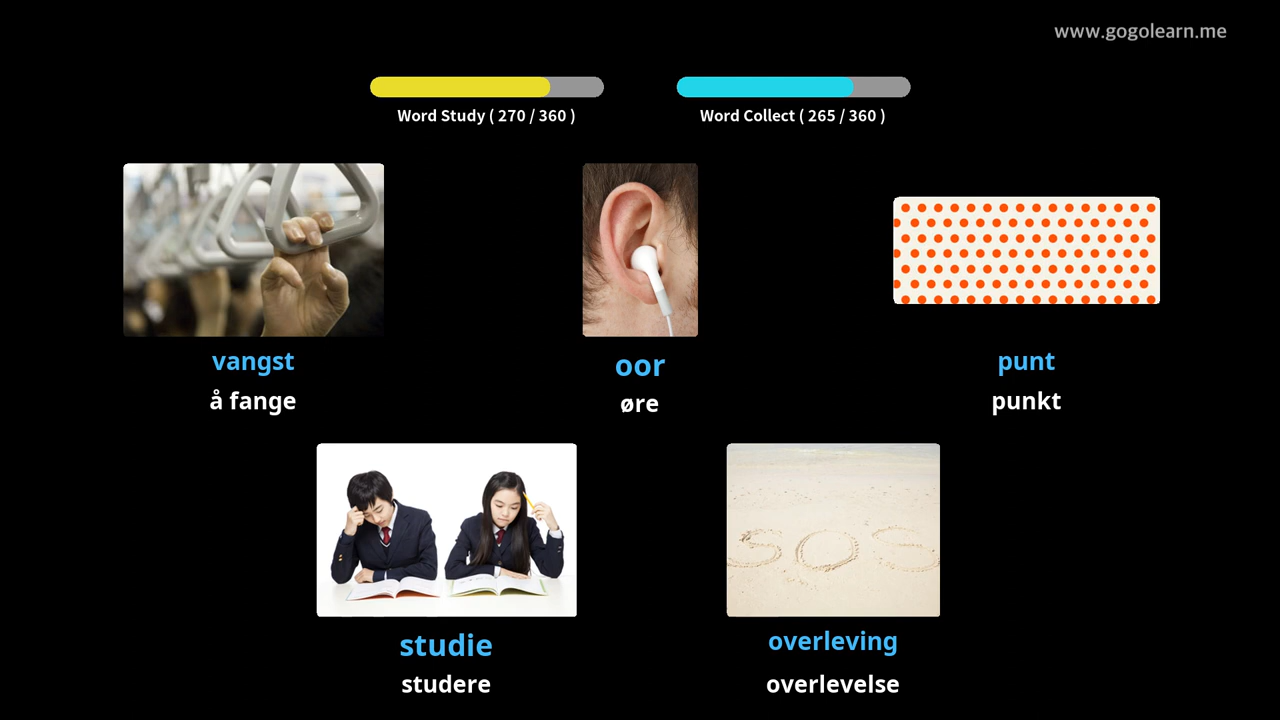 www.gogolearn.me
Word Study ( 270 / 360 )
Word Collect ( 265 / 360 )
vangst
å fange
oor
øre
punt
punkt
SOS
studie
studere
overleving
overlevelse